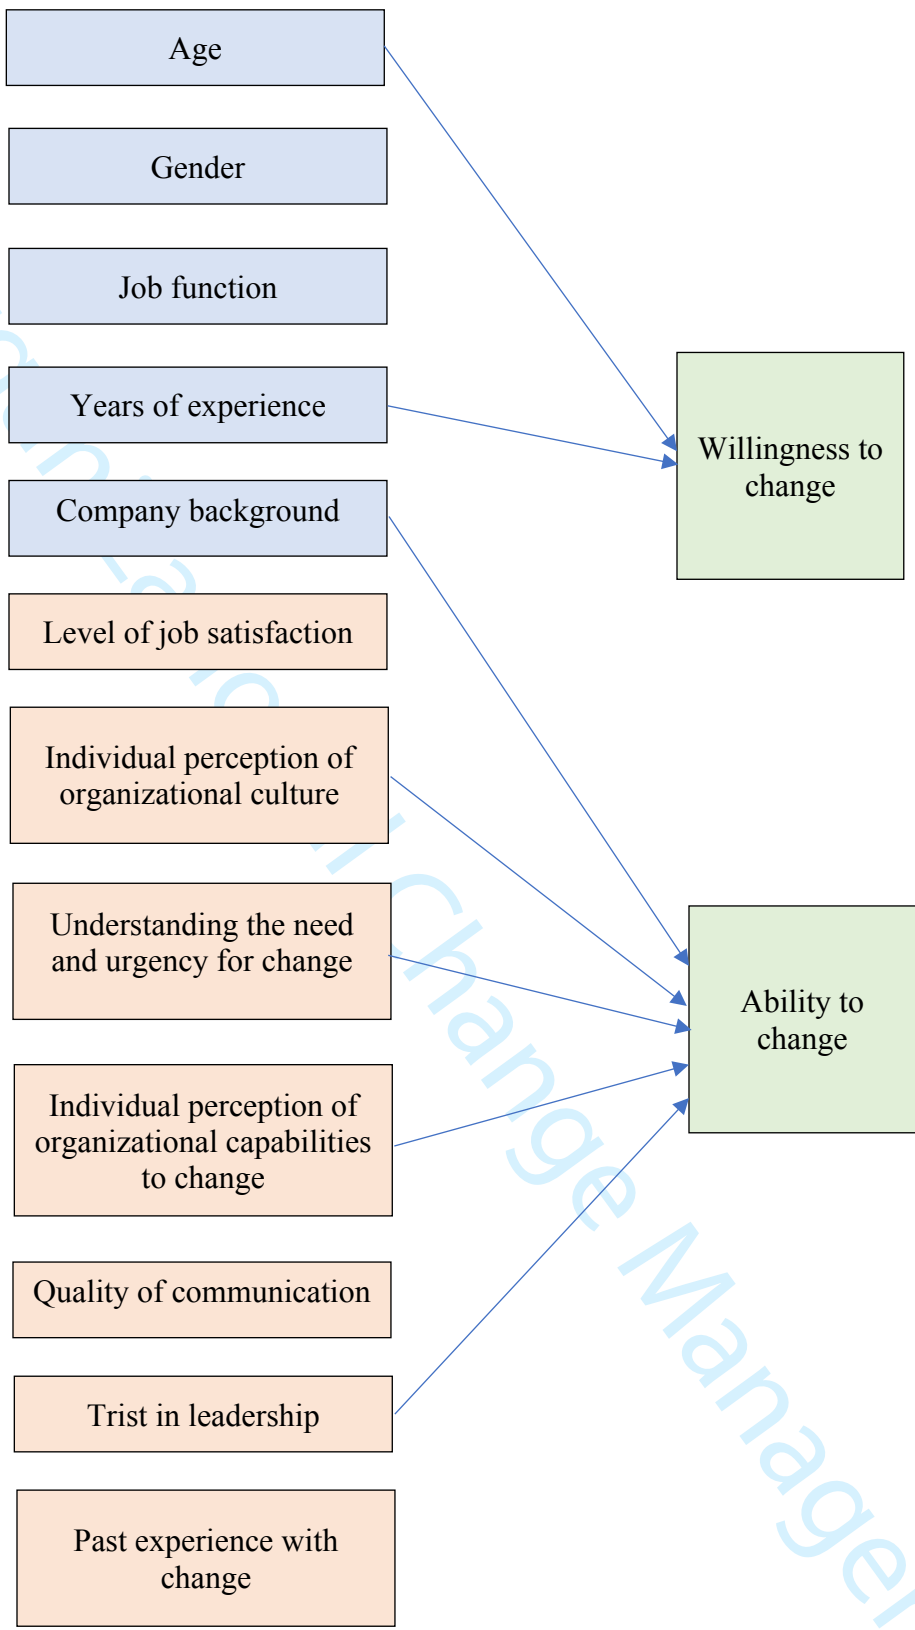 Age
Gender
Job function
Years of experience
Company background
Level of job satisfaction
Individual perception of
organizational culture
Understanding the need
and urgency for change
Individual perception of
organizational capabilities
to change
Quality of communication
Trist in leadership
Past experience with
change
Willingness to
change
Ability to
change
Change